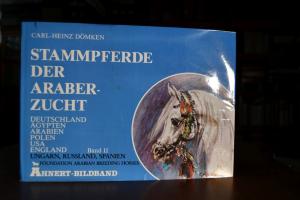 CARL-HEINZ DÖMKEN
STAMMPFERDE
DER
ARABER-
ZUCHT
DEUTSCHLAND
ÄGYPTEN
ARABIEN
POLEN
USA
ENGLAND Band II
UNGARN, RUSSLAND, SPANIEN
FOUNDATION ARABIAN BREEDING HORSES
AHNERT-BILDBAND